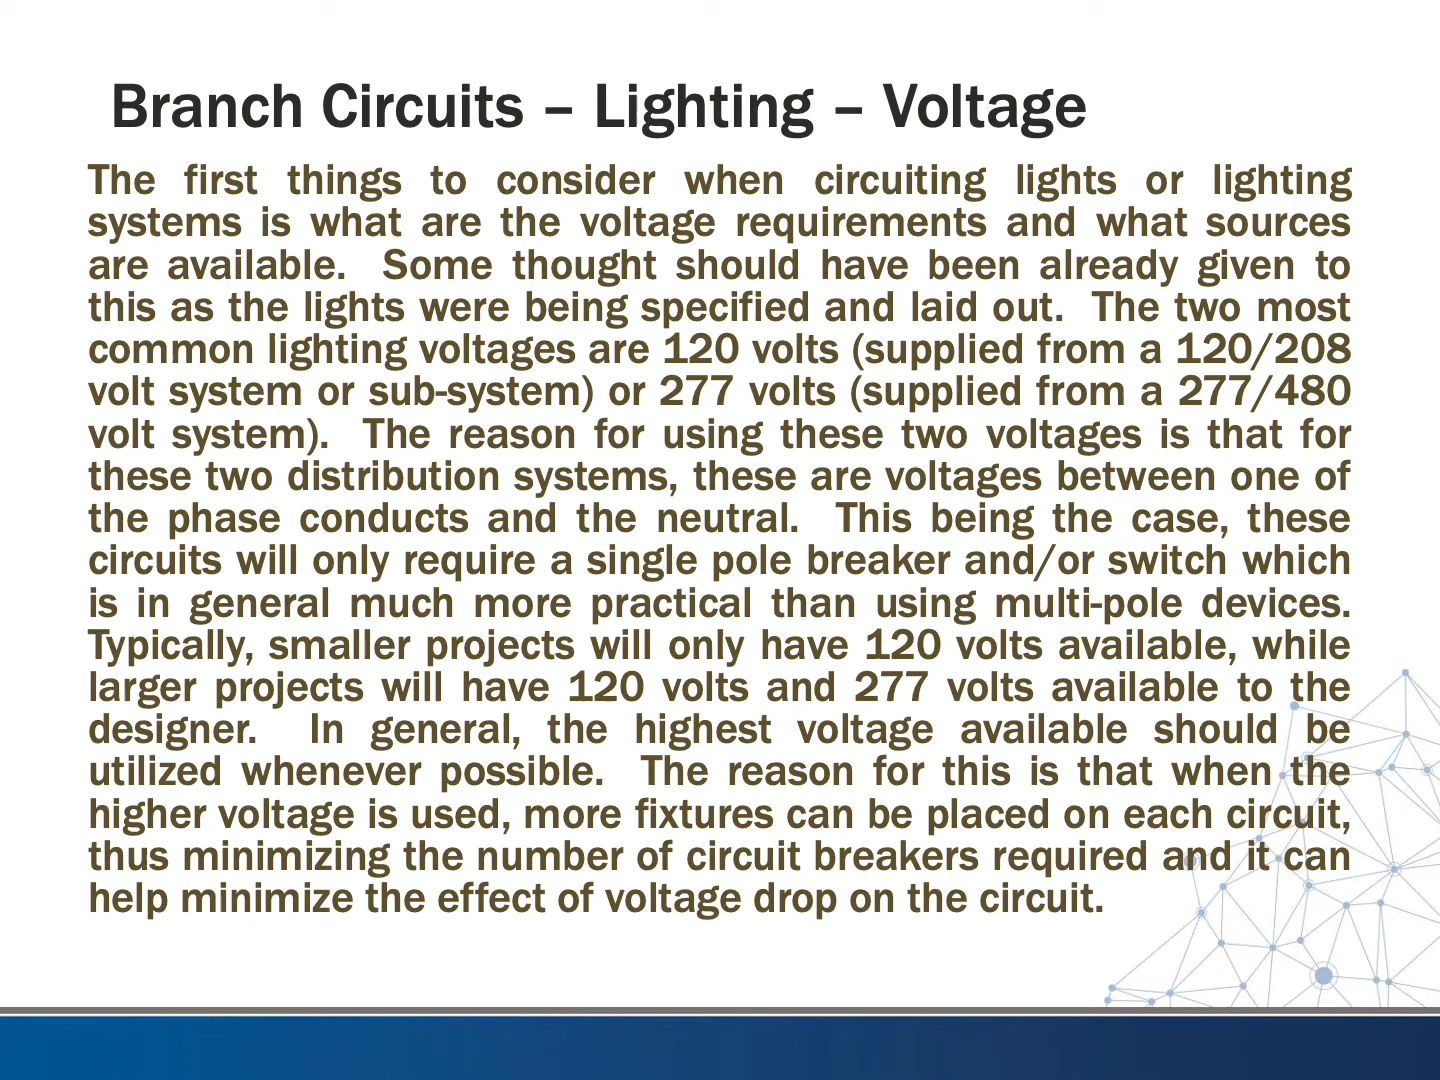 Branch Circuits – Lighting – Voltage
The first things to consider when circuiting lights or lighting
systems is what are the voltage requirements and what sources
are available. Some thought should have been already given to
this as the lights were being specified and laid out. The two most
common lighting voltages are 120 volts (supplied from a 120/208
volt system or sub-system) or 277 volts (supplied from a 277/480
volt system). The reason for using these two voltages is that for
these two distribution systems, these are voltages between one of
the phase conducts and the neutral. This being the case, these
circuits will only require a single pole breaker and/or switch which
is in general much more practical than using multi-pole devices.
Typically, smaller projects will only have 120 volts available, while
larger projects will have 120 volts and 277 volts available to the
designer. In general, the highest voltage available should be
utilized whenever possible. The reason for this is that when the
higher voltage is used, more fixtures can be placed on each circuit,
thus minimizing the number of circuit breakers required and it can
help minimize the effect of voltage drop on the circuit.